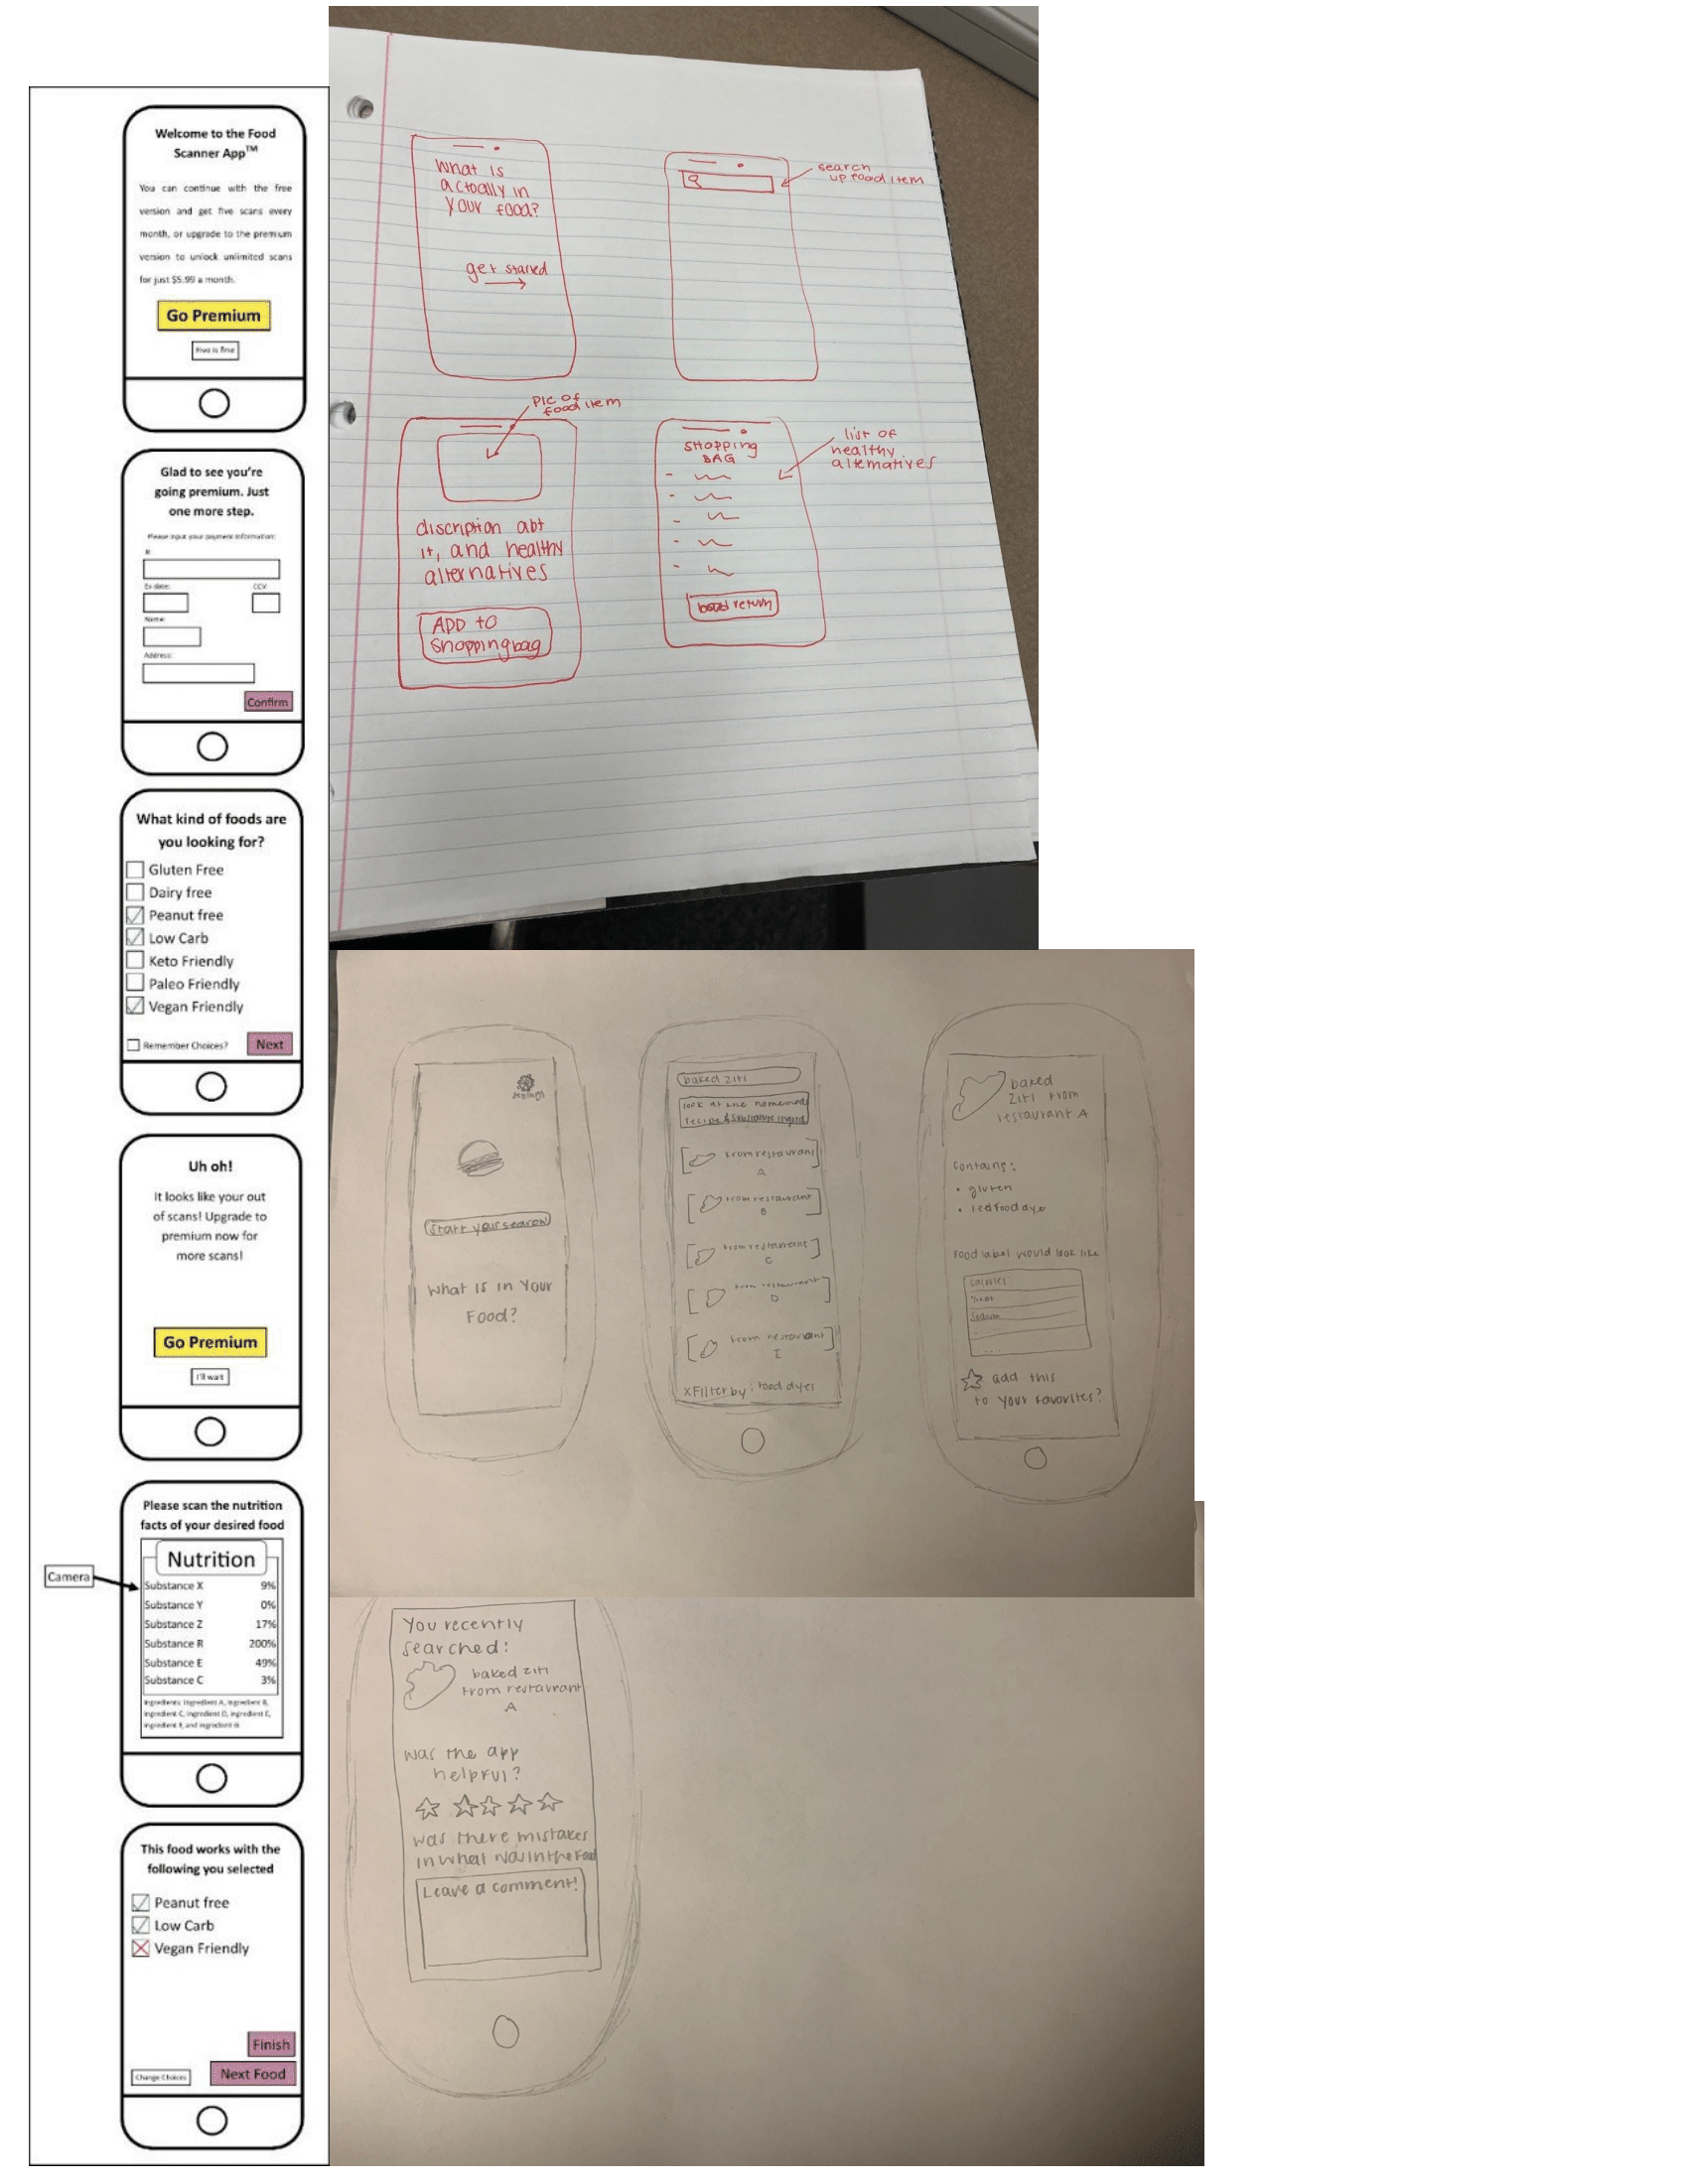 Welcome to the Food
Scanner App™
You can continue with the free
version and get five scans every
month, or upgrade to the premium
version to unlock unlimited scans
for just $5.99 a month.
Go Premium
Glad to see you're
going premium. Just
one more step.
Please input your payment information:
Ex date: CCV:
Name:
Address:
Confirm
What kind of foods are
you looking for?
Gluten Free
Dairy free
Peanut free
Low Carb
Keto Friendly
Paleo Friendly
Vegan Friendly
Remember Choices? Next
Uh oh!
It looks like your out
of scans! Upgrade to
premium now for
more scans!
Go Premium
I'll wait
Please scan the nutrition
facts of your desired food
Camera
Nutrition
Substance X 9%
Substance Y 0%
Substance Z 17%
Substance R 200%
Substance E 49%
Substance C 3%
Ingredients: Ingredient A, Ingredient B,
Ingredient C, Ingredient D, Ingredient E,
Ingredient F, and Ingredient G
This food works with the
following you selected
Peanut free
Low Carb
Vegan Friendly
Finish
Change Choices Next Food
What is
actually in
your food?
get started
search
up food item
Pic of
food item
discription abt
it, and healthy
alternatives
ADD to
shopping bag
SHOPPING
BAG
list of
healthy
alternatives
return
settings
Start your search
What is in Your
Food?
baked ziti
look at the homemade
recipe & substitute
from restaurant
A
from restaurant
B
from restaurant
C
from restaurant
D
from restaurant
I
x Filter by: food dyes
baked
ziti from
restaurant A
contains:
• gluten
• red food dye
Food label would look like
calories:
Sodium
add this
to your favorites?
You recently
searched:
baked ziti
from restaurant
A
was the app
helpful?
was there mistakes
in what was in the food
Leave a comment!